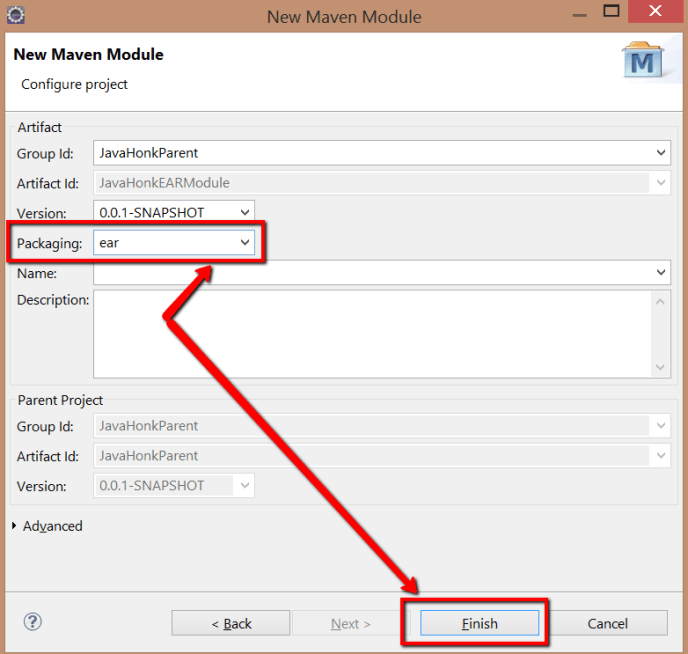 New Maven Module
New Maven Module
M
Configure project
Artifact
Group Id: JavaHonkParent
Artifact Id: JavaHonkEARModule
Version: 0.0.1-SNAPSHOT
Packaging: ear
Name:
Description:
Parent Project
Group Id: JavaHonkParent
Artifact Id: JavaHonkParent
Version: 0.0.1-SNAPSHOT
Advanced
? < Back Next > Finish Cancel